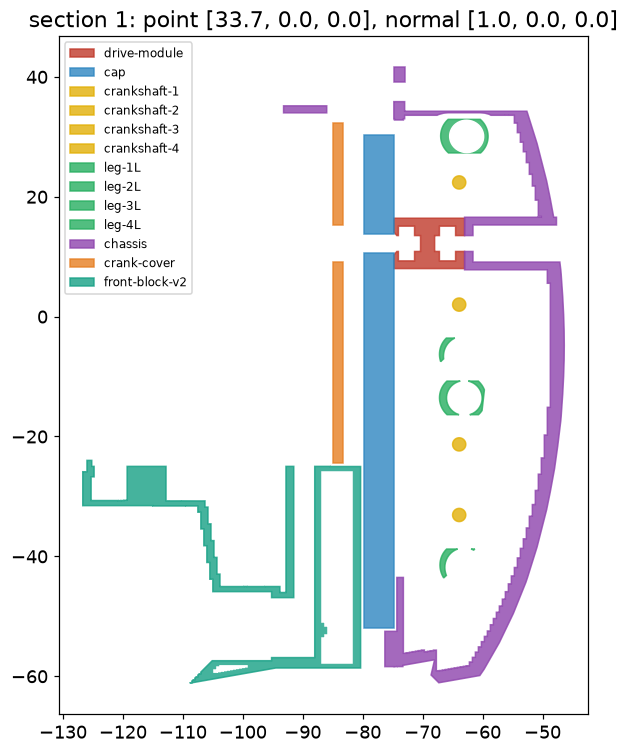 section 1: point [33.7, 0.0, 0.0], normal [1.0, 0.0, 0.0]
drive-module
cap
crankshaft-1
crankshaft-2
crankshaft-3
crankshaft-4
leg-1L
leg-2L
leg-3L
leg-4L
chassis
crank-cover
front-block-v2
40
20
0
−20
−40
−60
−130 −120 −110 −100 −90 −80 −70 −60 −50